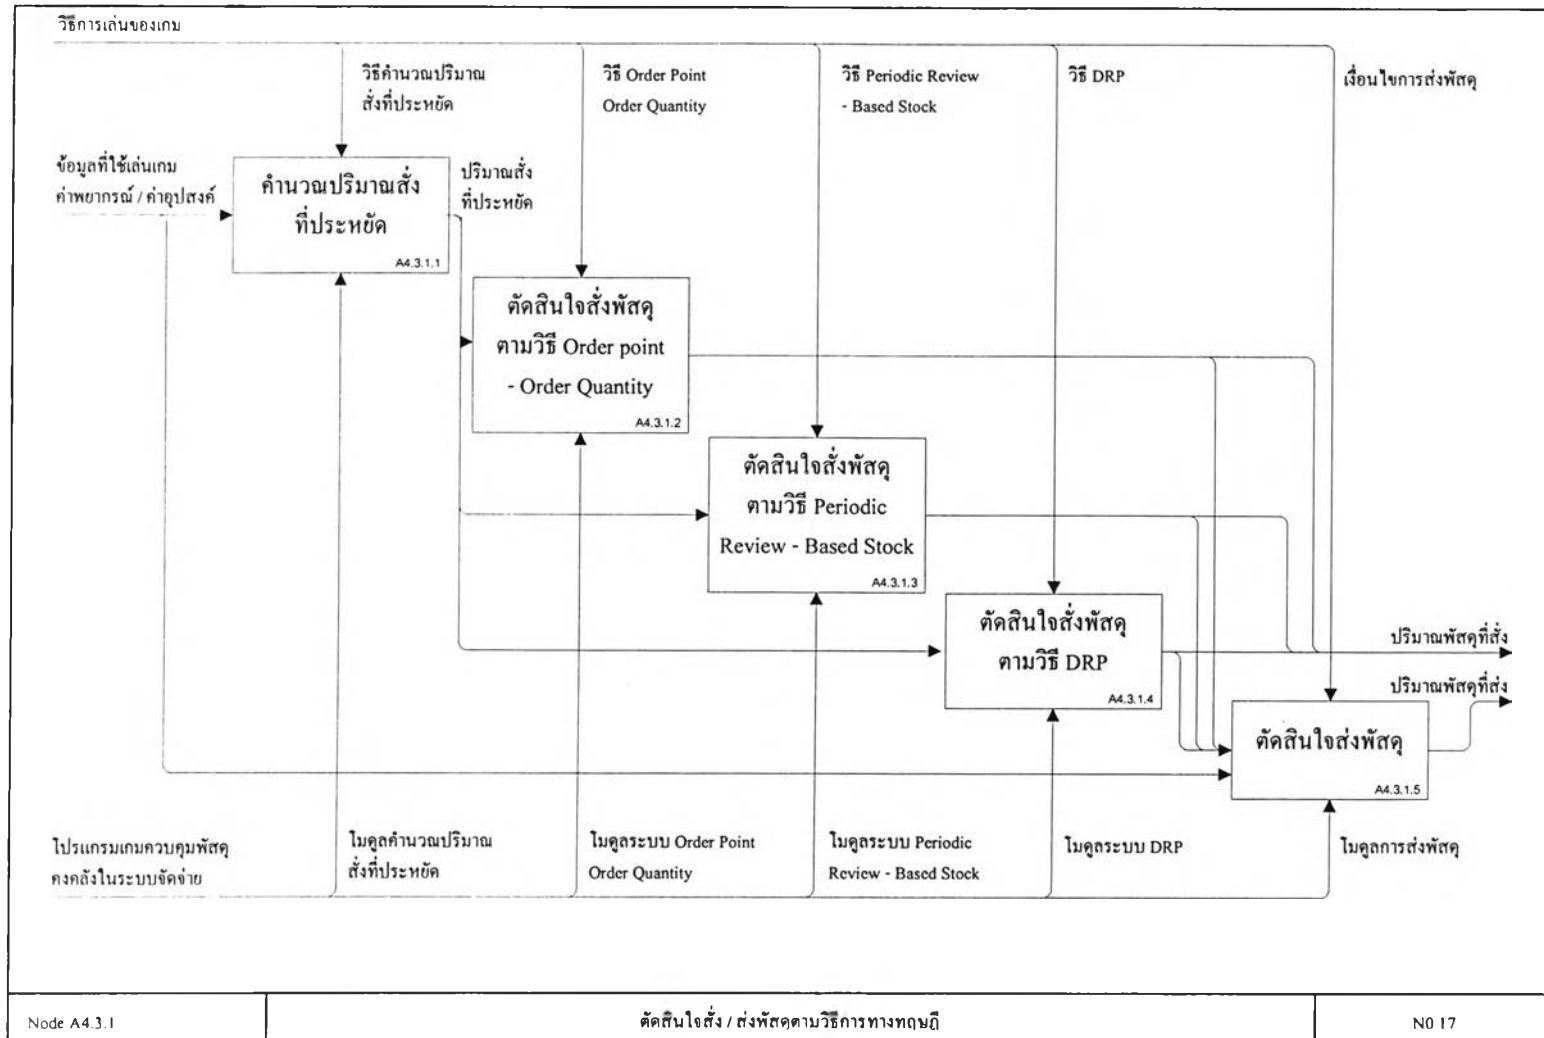 วิธีการเล่นของเกม
วิธีคำนวณปริมาณ
สั่งที่ประหยัด
วิธี Order Point
Order Quantity
วิธี Periodic Review
- Based Stock
วิธี DRP
เงื่อนไขการส่งพัสดุ
ข้อมูลที่ใช้เล่นเกม
ค่าพยากรณ์ / ค่าอุปสงค์
คำนวณปริมาณสั่ง
ที่ประหยัด
A4.3.1.1
ปริมาณสั่ง
ที่ประหยัด
ตัดสินใจสั่งพัสดุ
ตามวิธี Order point
- Order Quantity
A4.3.1.2
ตัดสินใจสั่งพัสดุ
ตามวิธี Periodic
Review - Based Stock
A4.3.1.3
ตัดสินใจสั่งพัสดุ
ตามวิธี DRP
A4.3.1.4
ปริมาณพัสดุที่สั่ง
ปริมาณพัสดุที่ส่ง
ตัดสินใจส่งพัสดุ
A4.3.1.5
โปรแกรมเกมควบคุมพัสดุ
คงคลังในระบบจัดจ่าย
โมดูลคำนวณปริมาณ
สั่งที่ประหยัด
โมดูลระบบ Order Point
Order Quantity
โมดูลระบบ Periodic
Review - Based Stock
โมดูลระบบ DRP
โมดูลการส่งพัสดุ
Node A4.3.1
ตัดสินใจสั่ง / ส่งพัสดุตามวิธีการทางทฤษฎี
N0 17